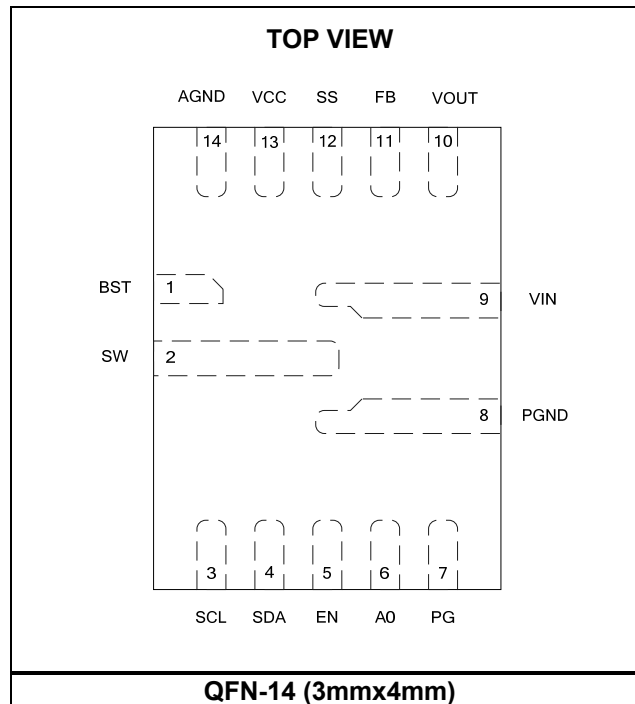 TOP VIEW
AGND VCC SS FB VOUT
14 13 12 11 10
BST 1 9 VIN
SW 2
8 PGND
3 4 5 6 7
SCL SDA EN A0 PG
QFN-14 (3mmx4mm)